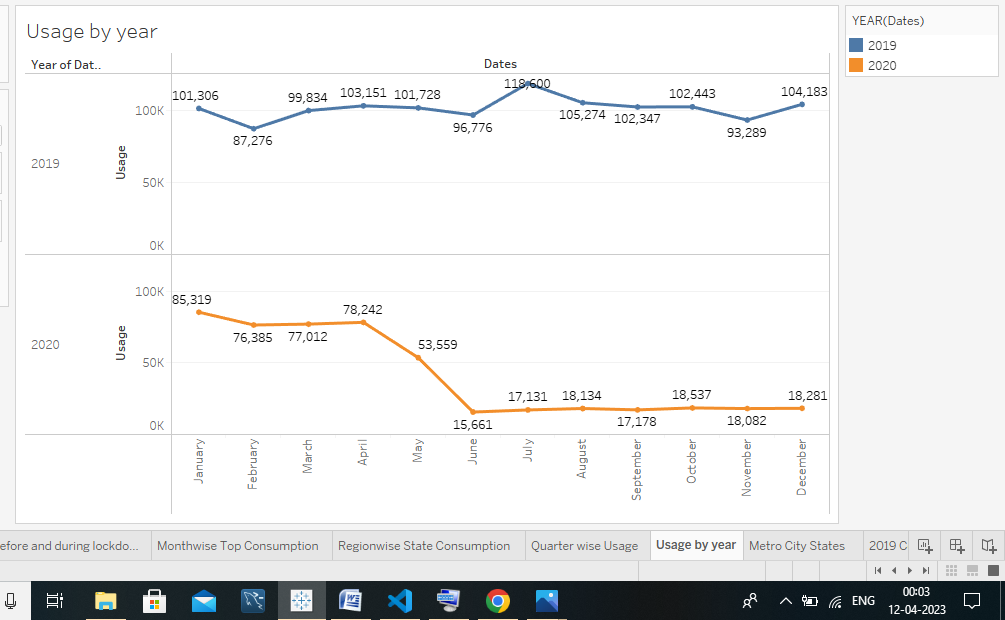 Usage by year
YEAR(Dates)
2019
2020
Year of Dat..
Dates
2019
Usage
100K
50K
0K
101,306
87,276
99,834
103,151
101,728
96,776
118,600
105,274
102,347
102,443
93,289
104,183
2020
Usage
100K
50K
0K
85,319
76,385
77,012
78,242
53,559
15,661
17,131
18,134
17,178
18,537
18,082
18,281
January
February
March
April
May
June
July
August
September
October
November
December
efore and during lockdo... Monthwise Top Consumption Regionwise State Consumption Quarter wise Usage Usage by year Metro City States 2019 C
ENG
00:03
12-04-2023